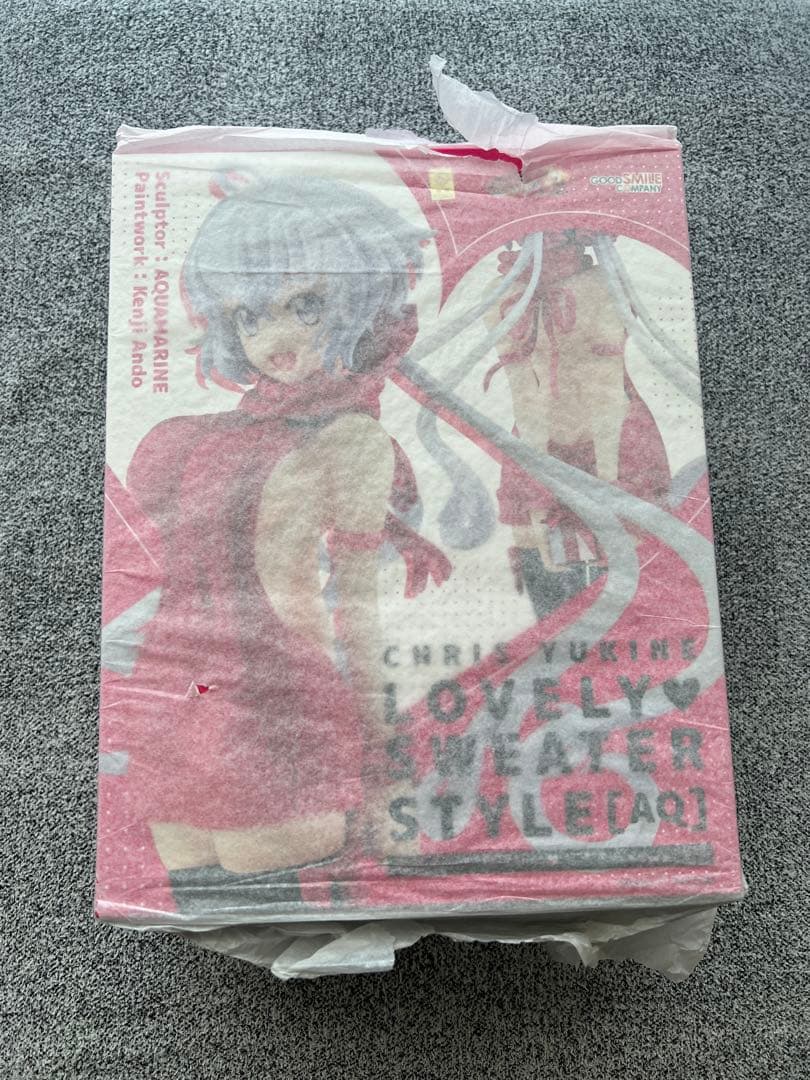 Sculptor : AQUAMARINE
Paintwork : Kenji Ando
GOOD SMILE
COMPANY
CHRIS YUKINE
LOVELY♥
SWEATER
STYLE[AQ]